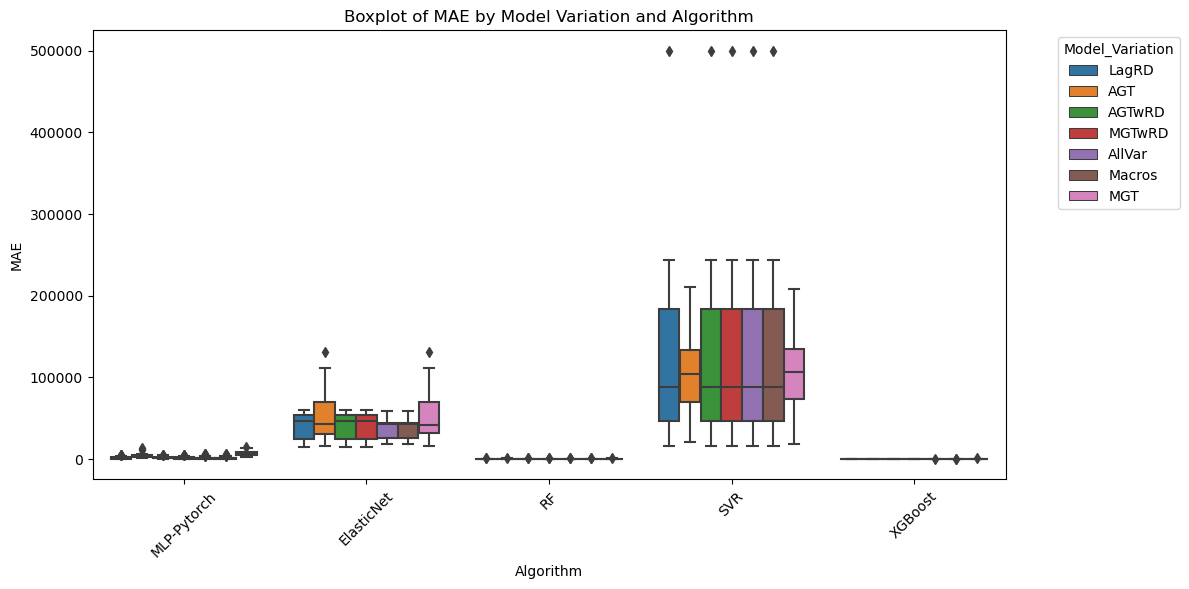 Boxplot of MAE by Model Variation and Algorithm
Model_Variation
LagRD
AGT
AGTwRD
MGTwRD
AllVar
Macros
MGT
MAE
500000
400000
300000
200000
100000
0
MLP-Pytorch
ElasticNet
RF
SVR
XGBoost
Algorithm